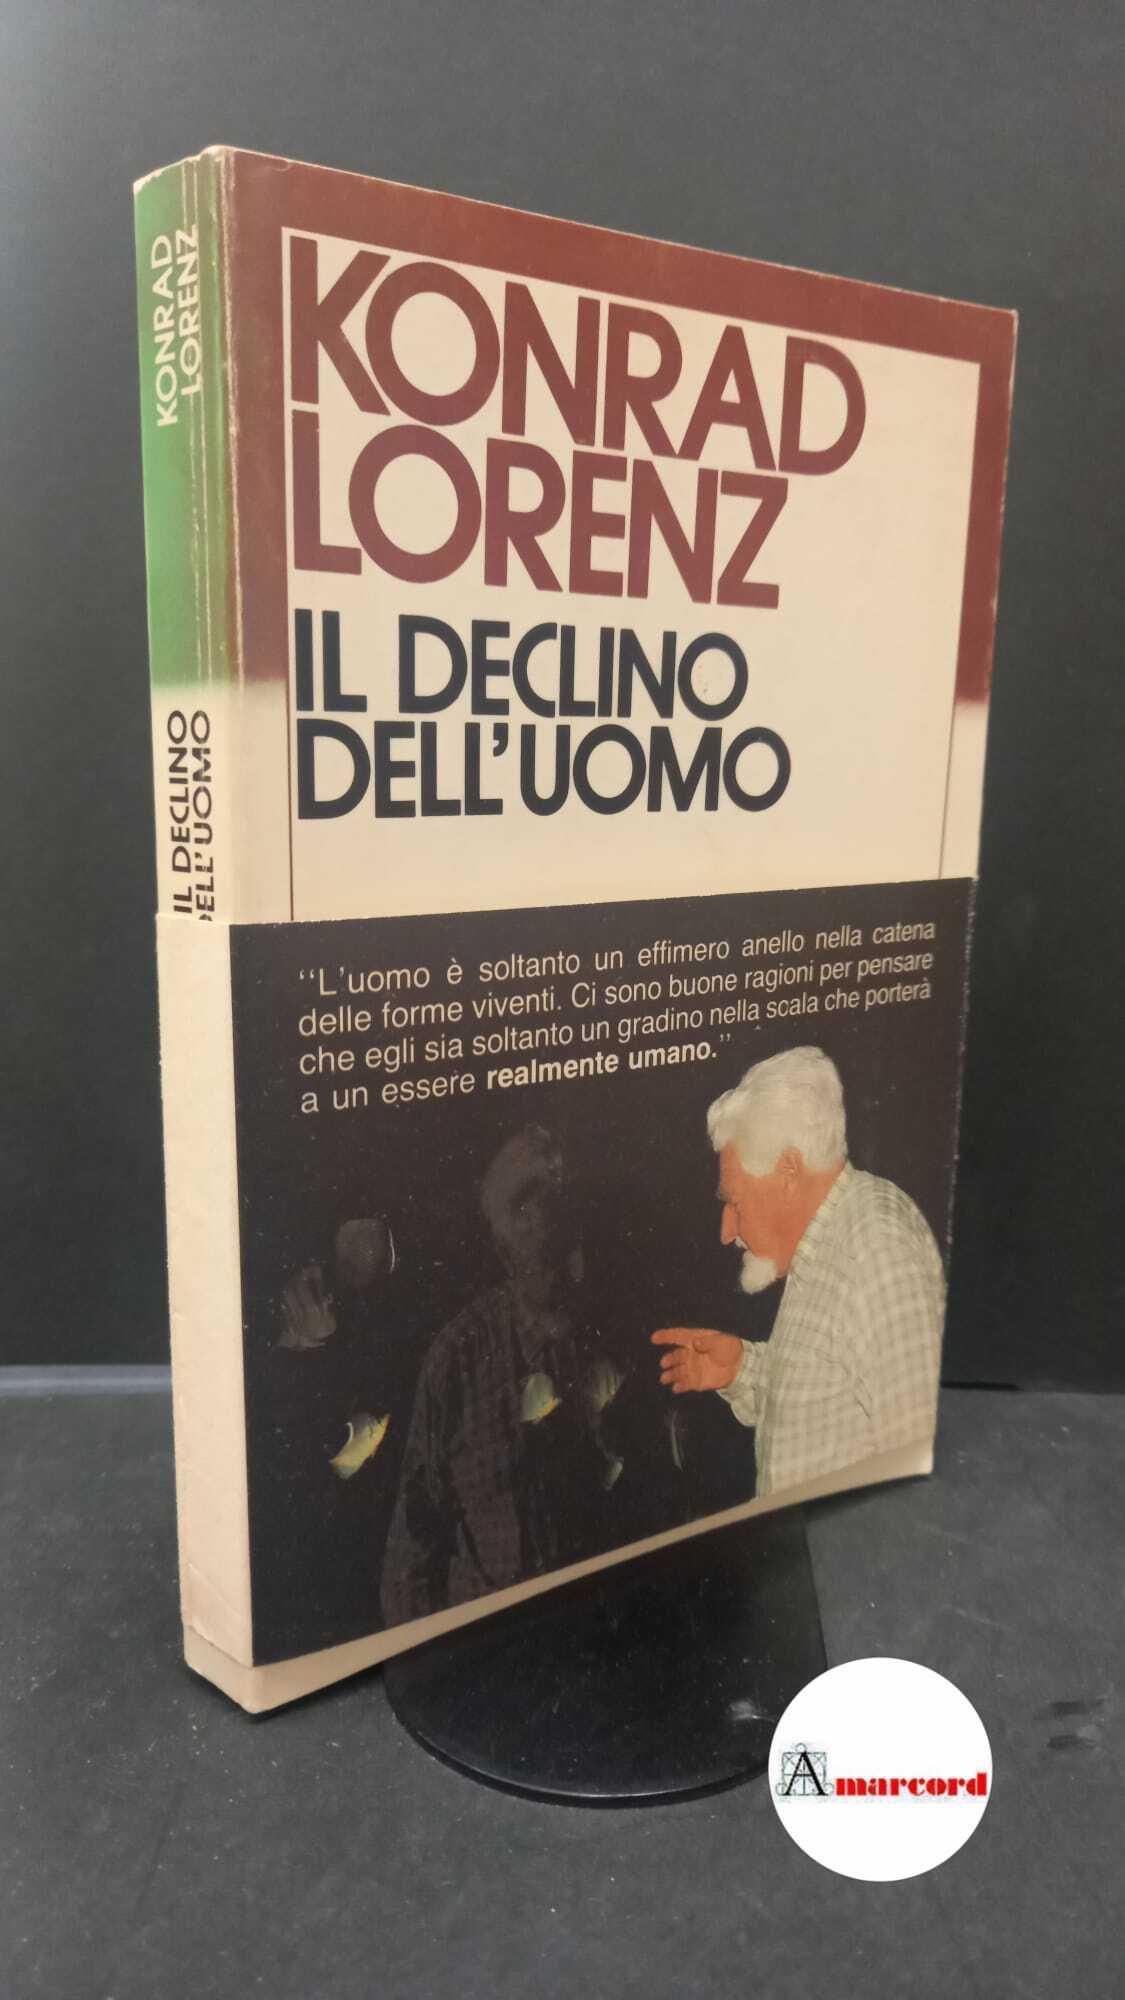 KONRAD
LORENZ
IL DECLINO
DELL'UOMO
KONRAD
LORENZ
IL DECLINO
DELL'UOMO
"L'uomo è soltanto un effimero anello nella catena
delle forme viventi. Ci sono buone ragioni per pensare
che egli sia soltanto un gradino nella scala che porterà
a un essere realmente umano."
Amarcord